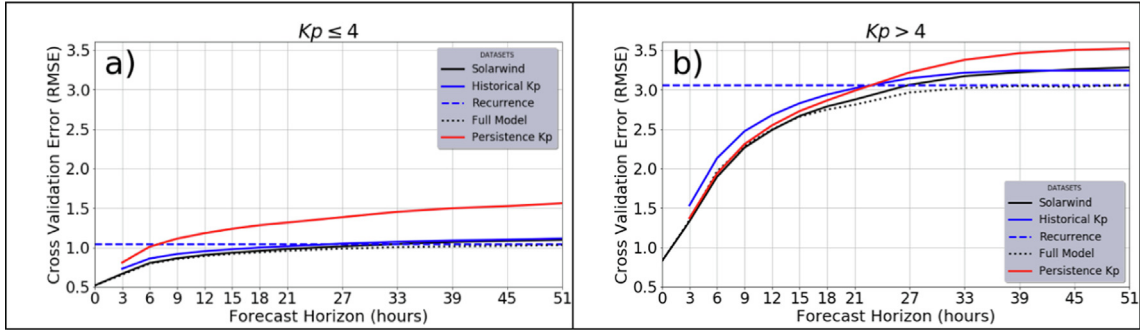 Kp ≤ 4
a)
Cross Validation Error (RMSE)
3.5
3.0
2.5
2.0
1.5
1.0
0.5
DATASETS
Solarwind
Historical Kp
Recurrence
Full Model
Persistence Kp
0 3 6 9 12 15 18 21 27 33 39 45 51
Forecast Horizon (hours)
Kp > 4
b)
Cross Validation Error (RMSE)
3.5
3.0
2.5
2.0
1.5
1.0
0.5
DATASETS
Solarwind
Historical Kp
Recurrence
Full Model
Persistence Kp
0 3 6 9 12 15 18 21 27 33 39 45 51
Forecast Horizon (hours)